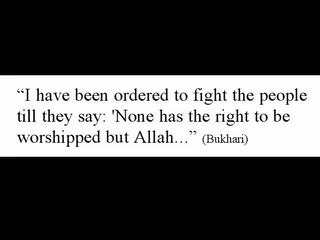 “I have been ordered to fight the people
till they say: 'None has the right to be
worshipped but Allah...” (Bukhari)